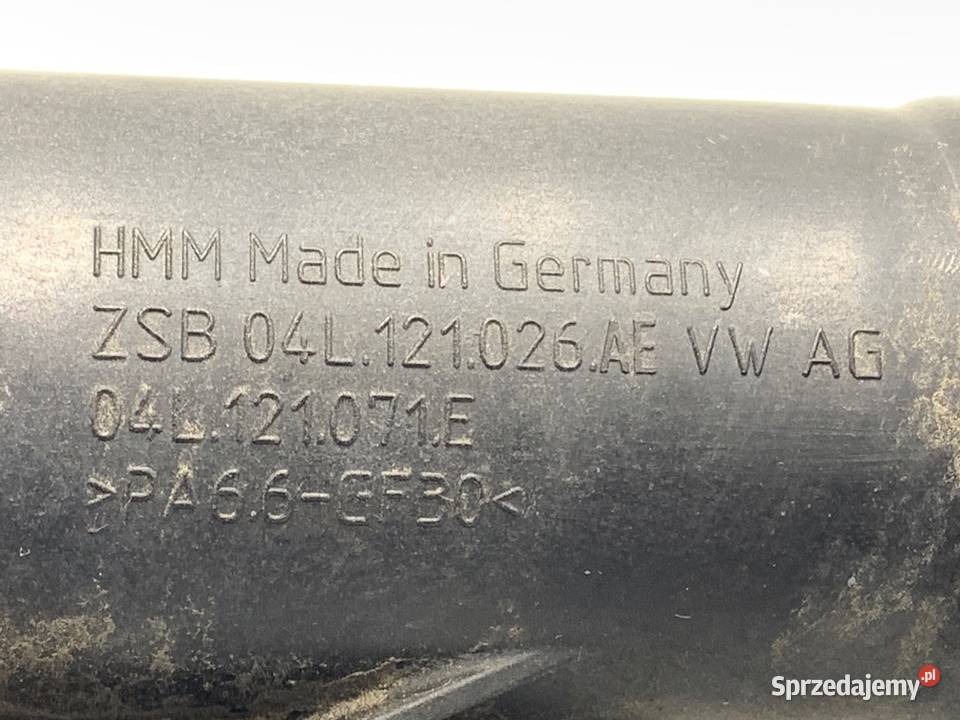 HMM Made in Germany
ZSB 04L.121.026.AE VW AG
04L.121.071.E
>PA6.6-GF30<
Sprzedajemy.pl